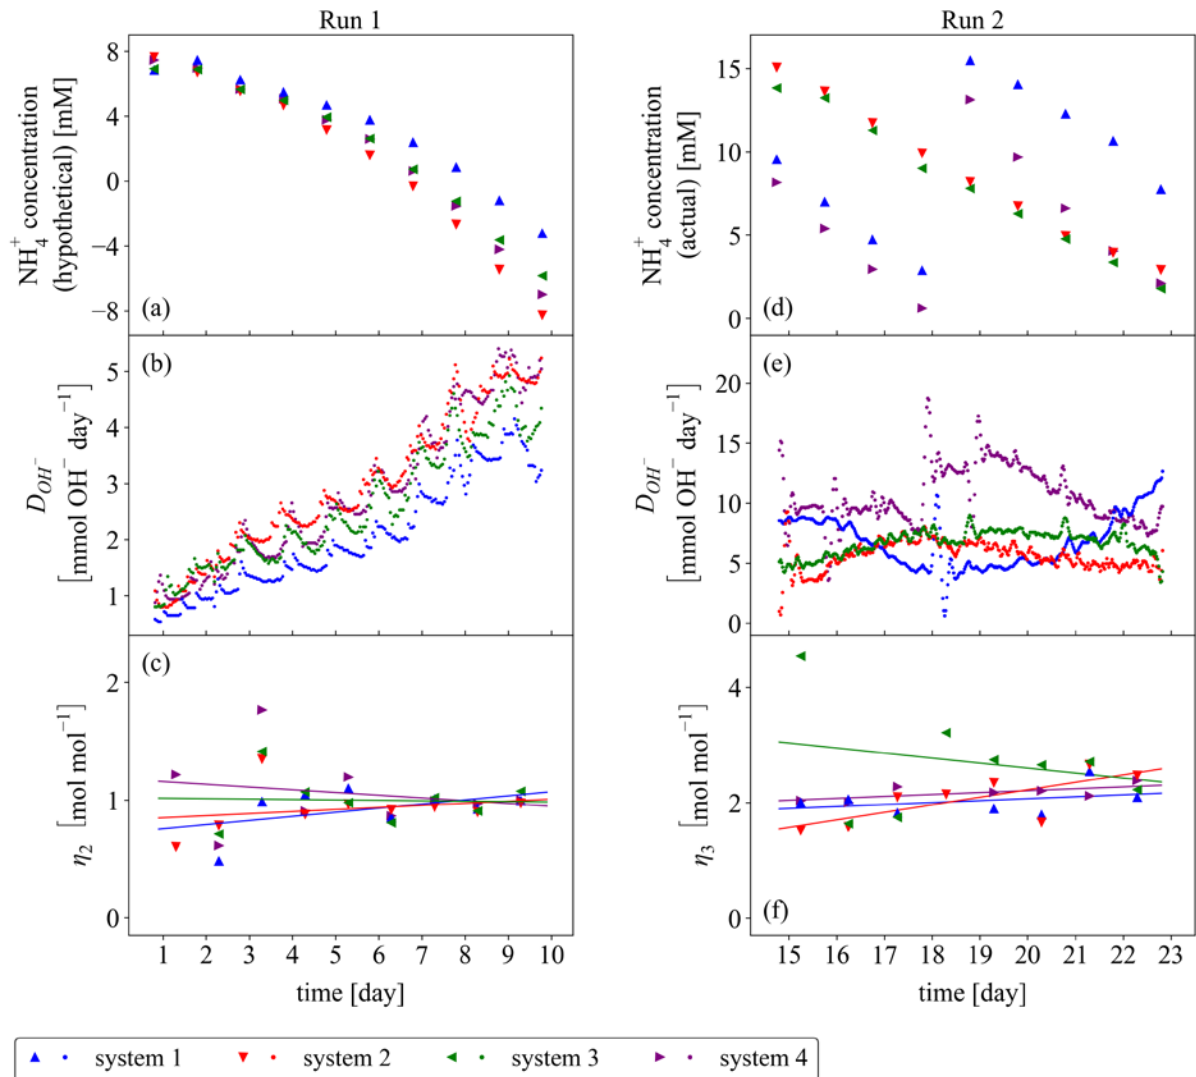 Run 1
Run 2
NH₄⁺ concentration
(hypothetical) [mM]
8
4
0
−4
−8
(a)
NH₄⁺ concentration
(actual) [mM]
15
10
5
0
(d)
D_OH⁻
[mmol OH⁻ day⁻¹]
5
4
3
2
1
(b)
D_OH⁻
[mmol OH⁻ day⁻¹]
20
15
10
5
0
(e)
η₂ [mol mol⁻¹]
2
1
0
(c)
η₃ [mol mol⁻¹]
4
2
0
(f)
1 2 3 4 5 6 7 8 9 10
15 16 17 18 19 20 21 22 23
time [day]
time [day]
system 1 system 2 system 3 system 4